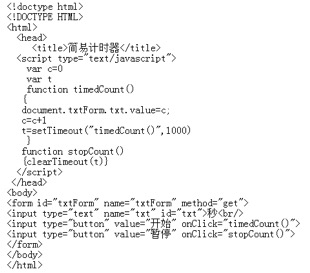 <!doctype html>
<!DOCTYPE HTML>
<html>
<head>
<title>简易计时器</title>
<script type="text/javascript">
var c=0
var t
function timedCount()
{
document.txtForm.txt.value=c;
c=c+1
t=setTimeout("timedCount()",1000)
}
function stopCount()
{clearTimeout(t)}
</script>
</head>
<body>
<form id="txtForm" name="txtForm" method="get">
<input type="text" name="txt" id="txt">秒<br/>
<input type="button" value="开始" onClick="timedCount()">
<input type="button" value="暂停" onClick="stopCount()">
</form>
</body>
</html>